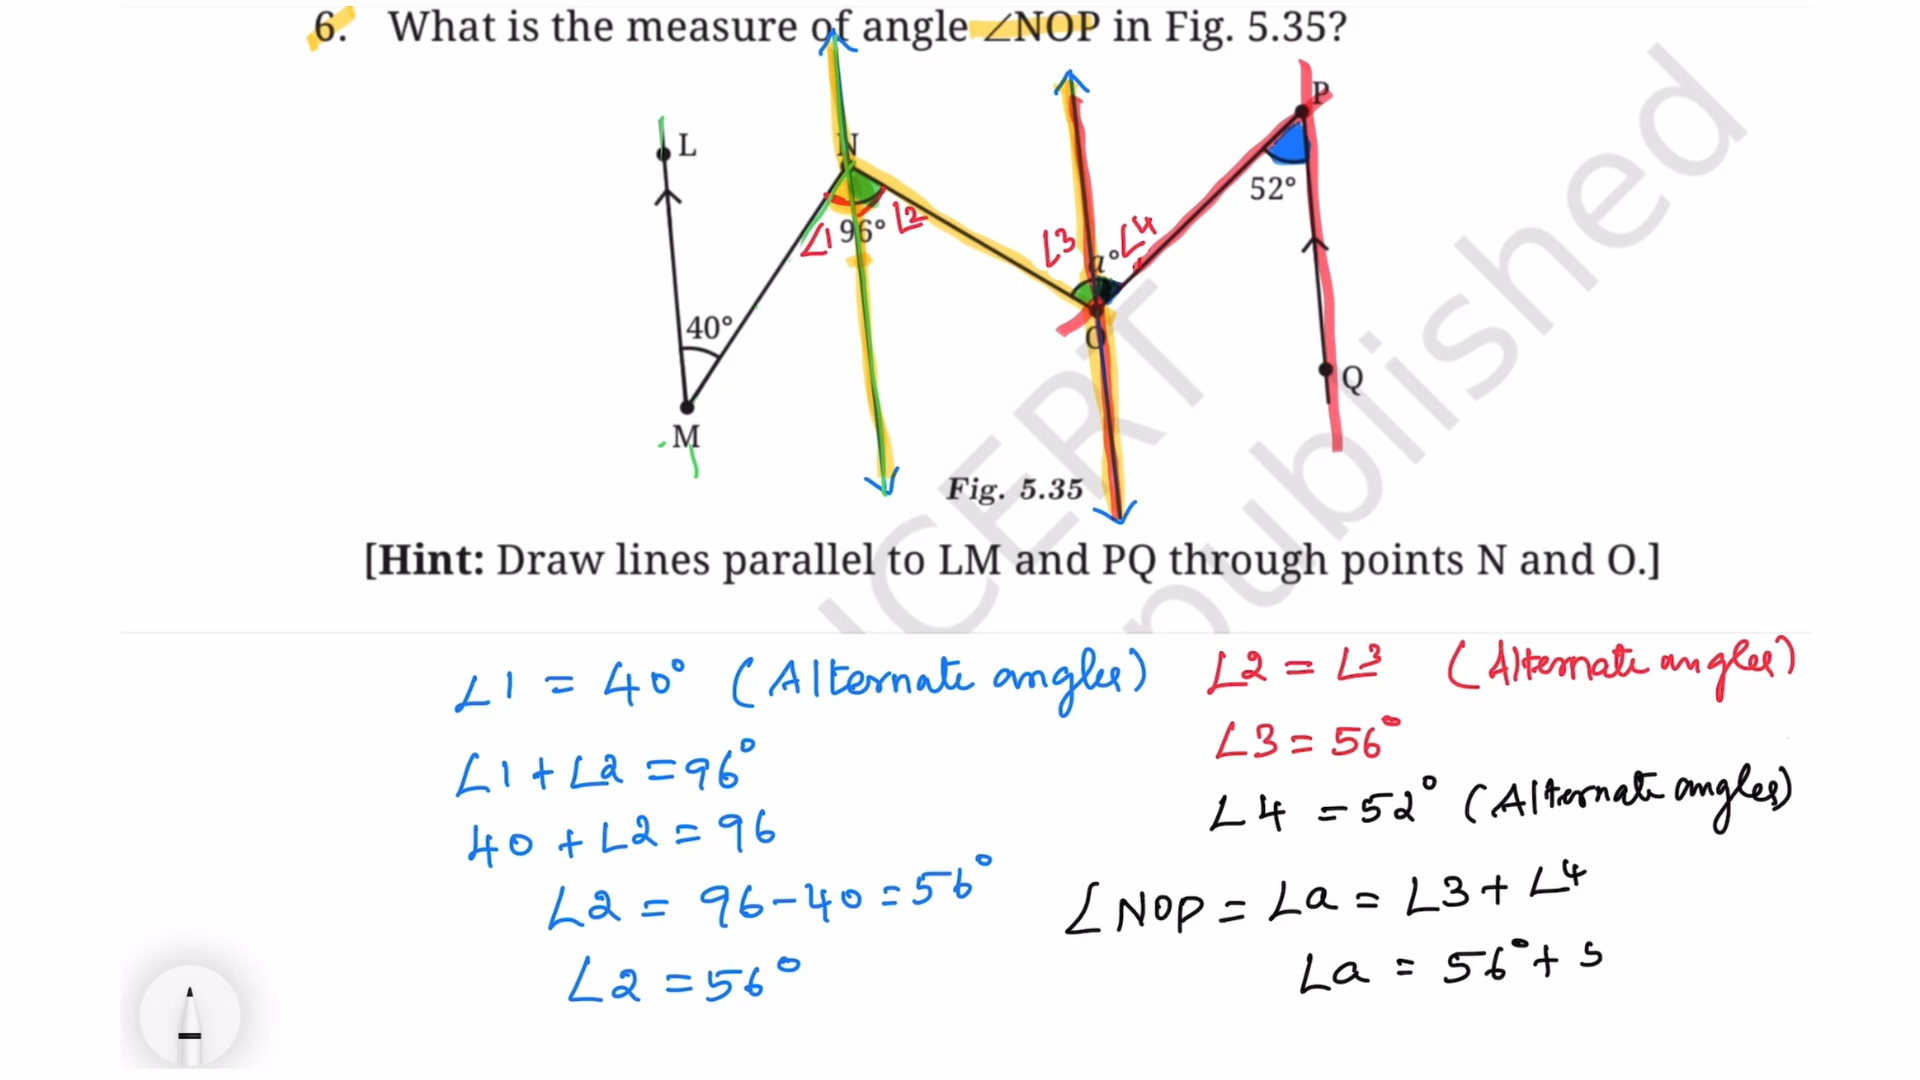 6. What is the measure of angle ∠NOP in Fig. 5.35?
P
L
N
52°
∠1 96° ∠2
∠3 a° ∠4
40°
O
Q
M
Fig. 5.35
[Hint: Draw lines parallel to LM and PQ through points N and O.]
NCERT
published
∠1 = 40° (Alternate angles)
∠1 + ∠2 = 96°
40 + ∠2 = 96
∠2 = 96 - 40 = 56°
∠2 = 56°
∠2 = ∠3 (Alternate angles)
∠3 = 56°
∠4 = 52° (Alternate angles)
∠NOP = ∠a = ∠3 + ∠4
∠a = 56° + 5